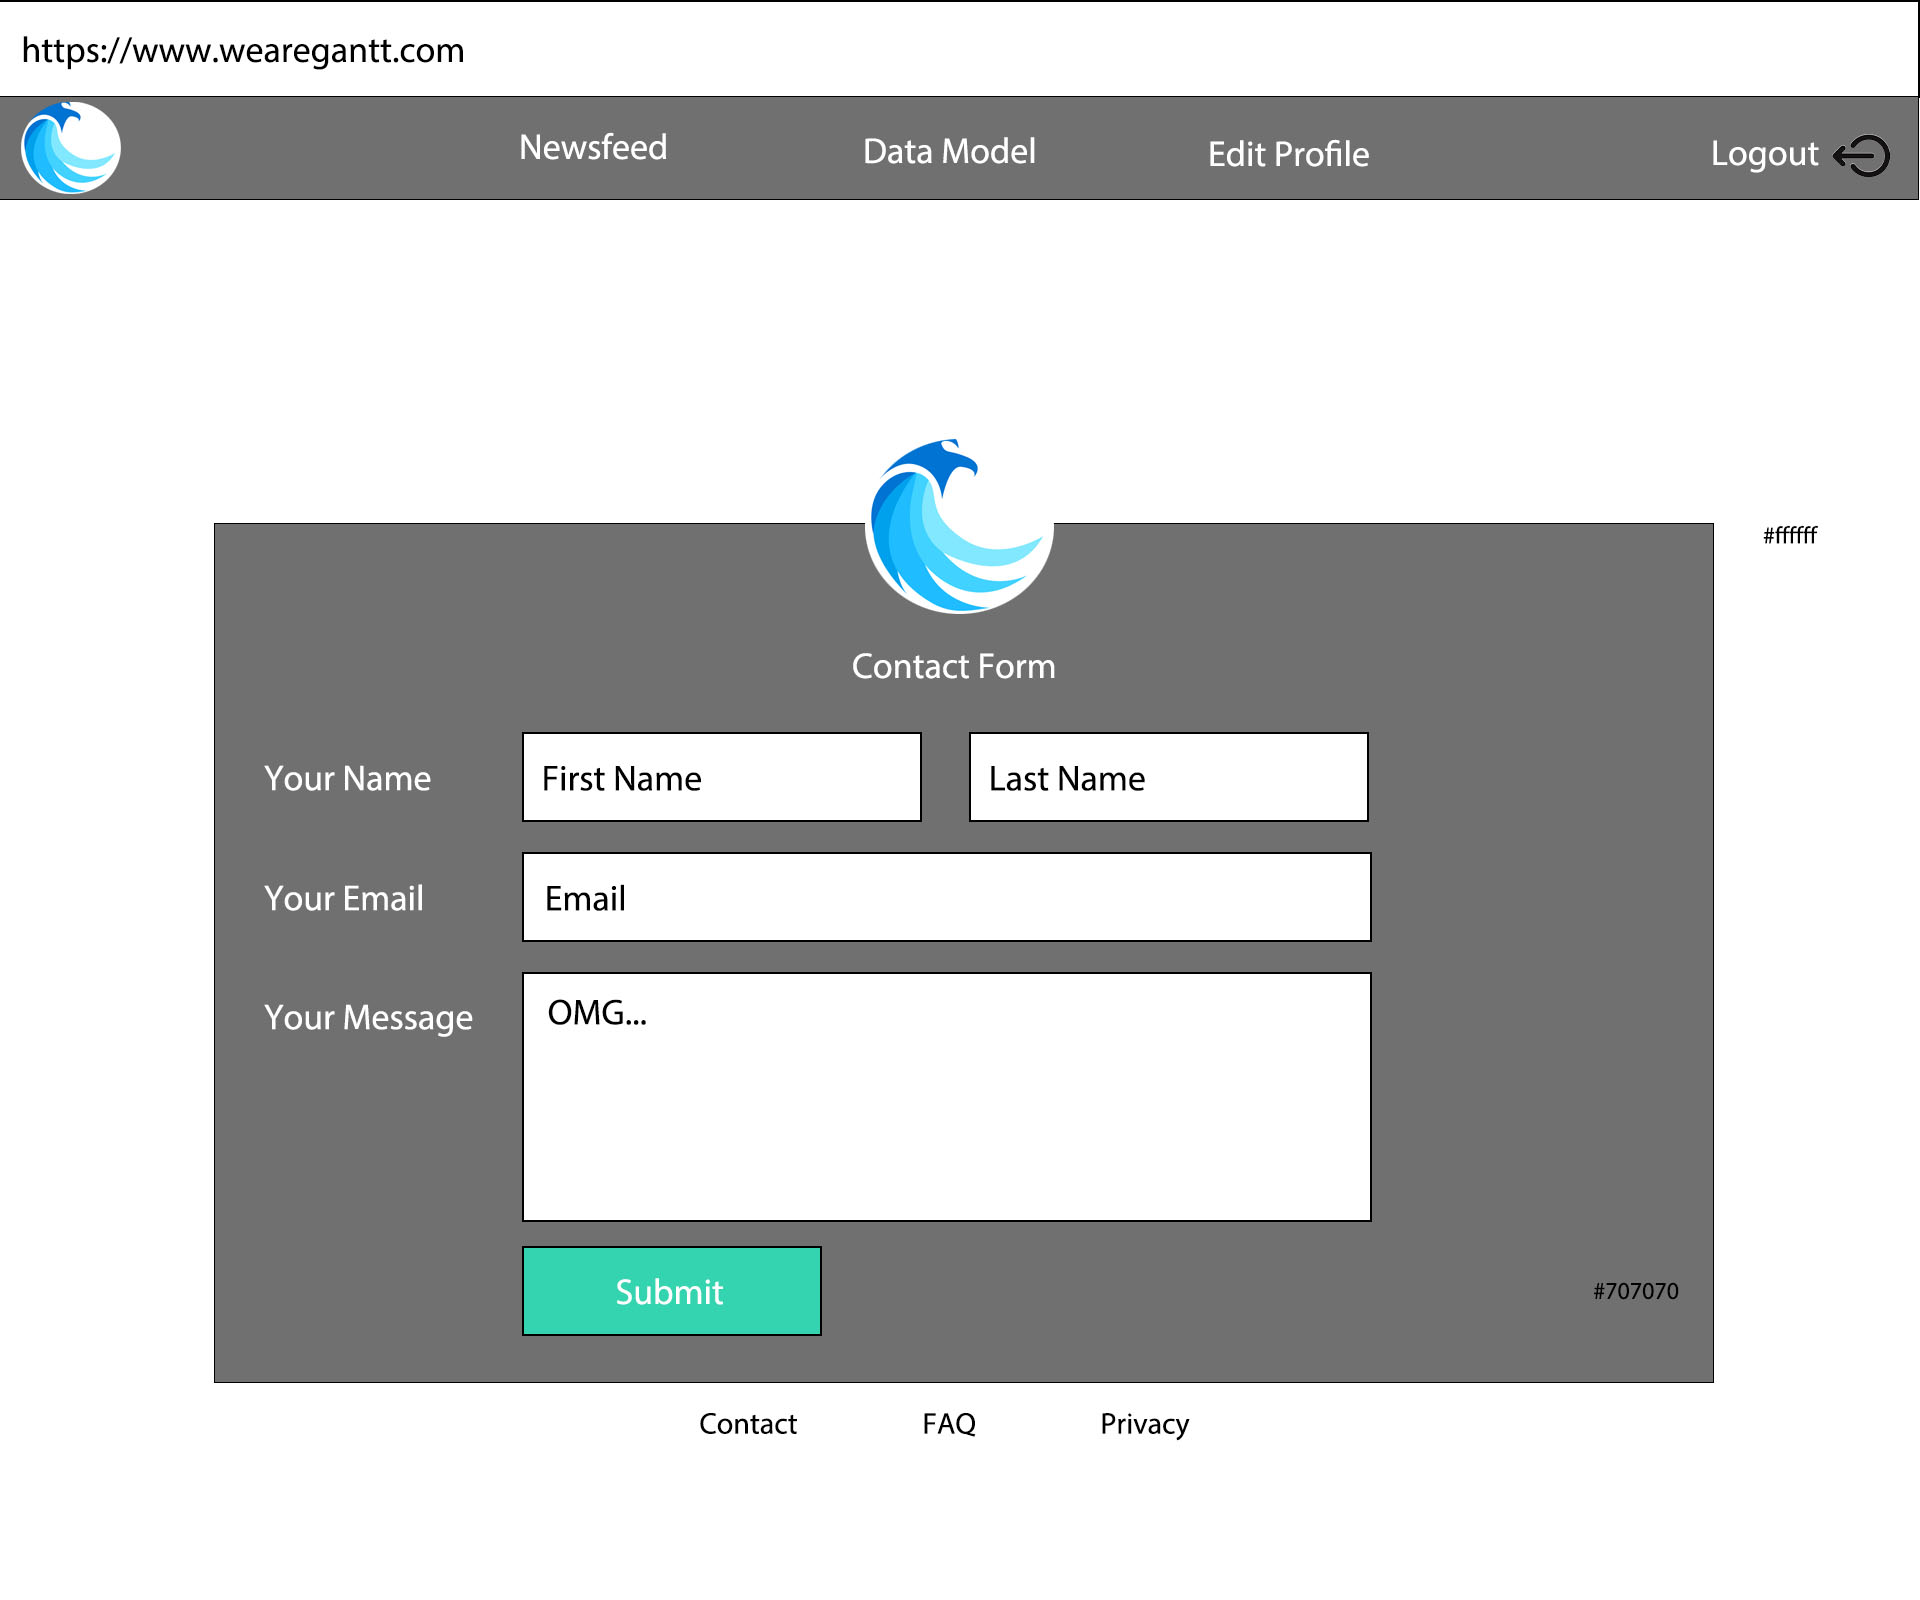 https://www.wearegantt.com
Newsfeed
Data Model
Edit Profile
Logout
#ffffff
Contact Form
Your Name
First Name
Last Name
Your Email
Email
Your Message
OMG...
Submit
#707070
Contact
FAQ
Privacy